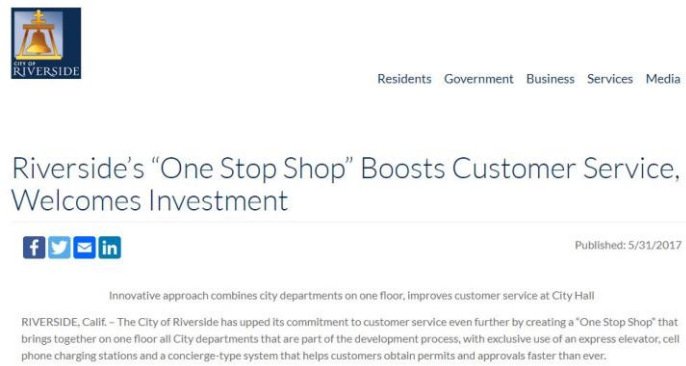 CITY OF
RIVERSIDE
Residents Government Business Services Media
Riverside's “One Stop Shop” Boosts Customer Service,
Welcomes Investment
Published: 5/31/2017
Innovative approach combines city departments on one floor, improves customer service at City Hall
RIVERSIDE, Calif. – The City of Riverside has upped its commitment to customer service even further by creating a “One Stop Shop” that
brings together on one floor all City departments that are part of the development process, with exclusive use of an express elevator, cell
phone charging stations and a concierge-type system that helps customers obtain permits and approvals faster than ever.